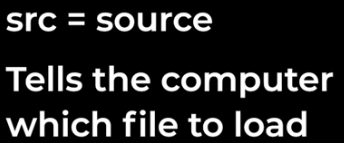 src = source
Tells the computer
which file to load